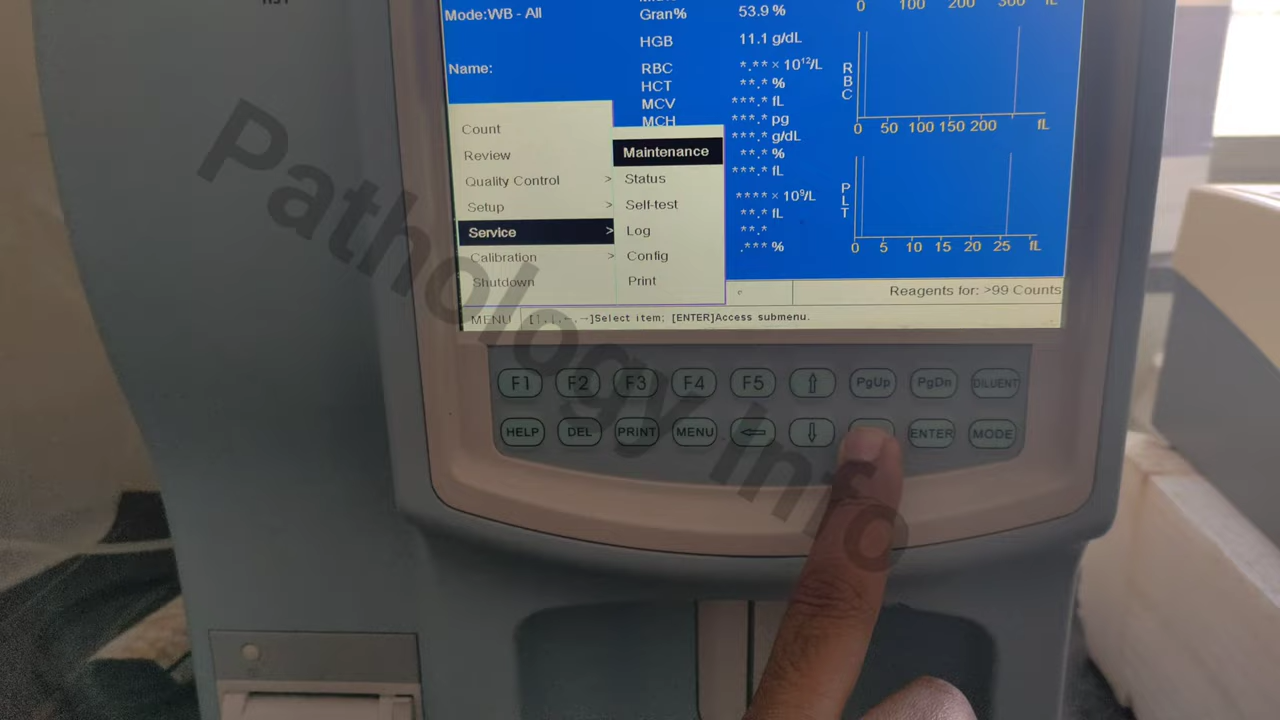 Mode:WB - All
Gran% 53.9 %
HGB 11.1 g/dL
Name:
RBC *.** × 10¹²/L
HCT **.* %
MCV ***.* fL
MCH ***.* pg
***.* g/dL
**.* %
***.* fL
**** × 10⁹/L
**.* fL
**.*
.*** %
0 100 200 300 fL
RBC
0 50 100 150 200 fL
PLT
0 5 10 15 20 25 fL
Count
Review
Quality Control >
Setup >
Service >
Calibration >
Shutdown
Maintenance
Status
Self-test
Log
Config
Print
Reagents for: >99 Counts
MENU [↑,↓,←,→]Select item; [ENTER]Access submenu.
F1 F2 F3 F4 F5 ⇧ PgUp PgDn DILUENT
HELP DEL PRINT MENU ⇦ ⇩ ENTER MODE
Pathology Info